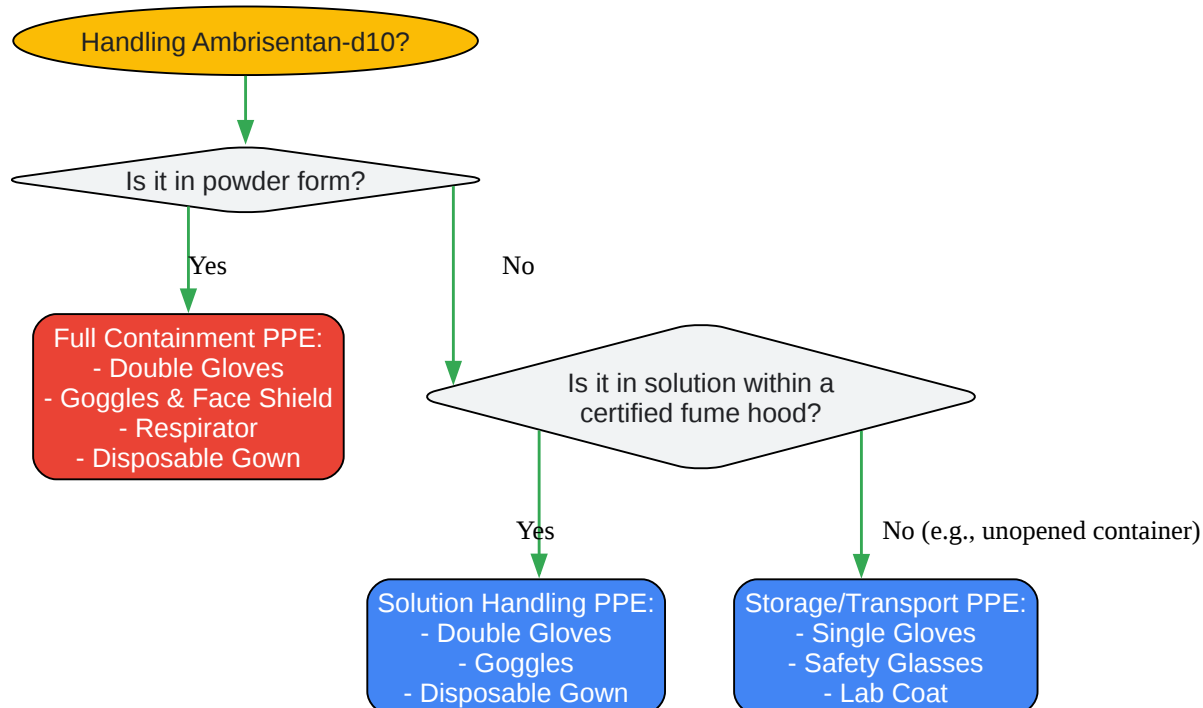 Handling Ambrisentan-d10?
Is it in powder form?
Yes
No
Full Containment PPE:
- Double Gloves
- Goggles & Face Shield
- Respirator
- Disposable Gown
Is it in solution within a
certified fume hood?
Yes
No (e.g., unopened container)
Solution Handling PPE:
- Double Gloves
- Goggles
- Disposable Gown
Storage/Transport PPE:
- Single Gloves
- Safety Glasses
- Lab Coat